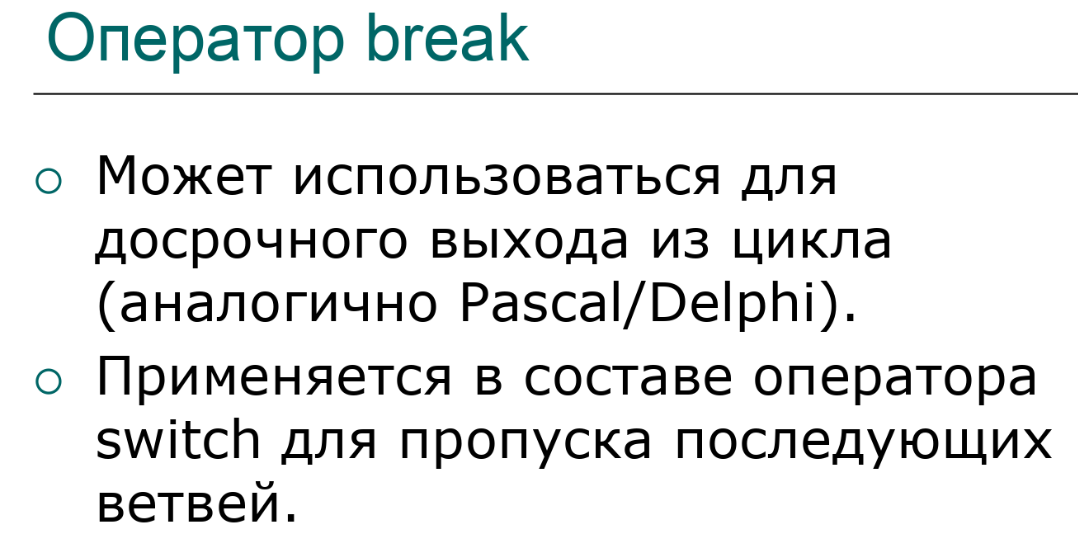 Оператор break
Может использоваться для
досрочного выхода из цикла
(аналогично Pascal/Delphi).
Применяется в составе оператора
switch для пропуска последующих
ветвей.